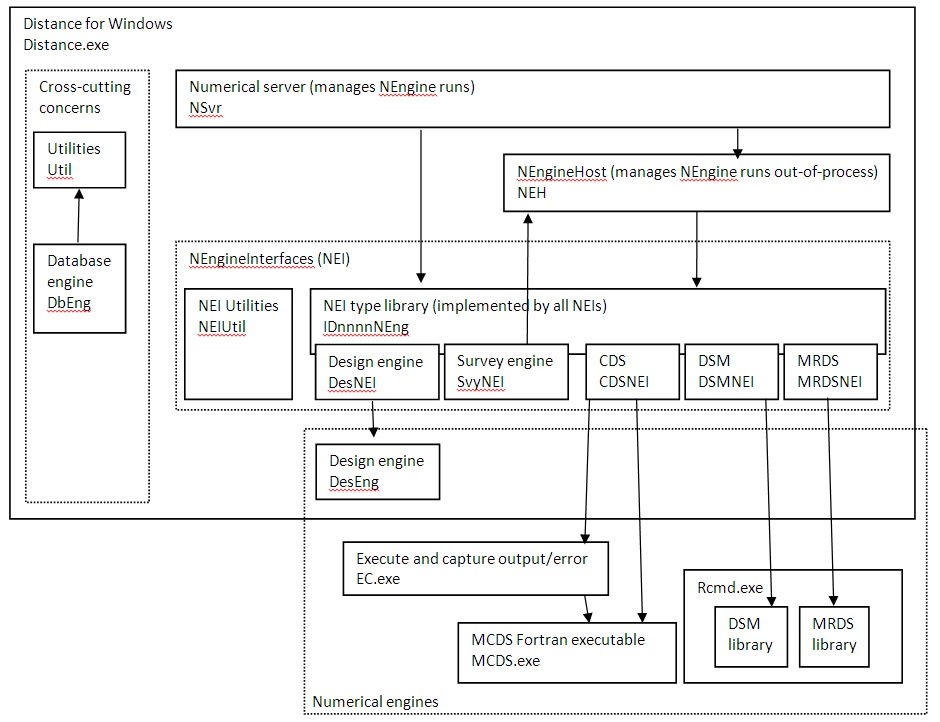 Distance for Windows
Distance.exe
Cross-cutting
concerns
Utilities
Util
Database
engine
DbEng
Numerical server (manages NEngine runs)
NSvr
NEngineHost (manages NEngine runs out-of-process)
NEH
NEngineInterfaces (NEI)
NEI Utilities
NEIUtil
NEI type library (implemented by all NEIs)
IDnnnnNEng
Design engine
DesNEI
Survey engine
SvyNEI
CDS
CDSNEI
DSM
DSMNEI
MRDS
MRDSNEI
Design engine
DesEng
Execute and capture output/error
EC.exe
MCDS Fortran executable
MCDS.exe
Rcmd.exe
DSM
library
MRDS
library
Numerical engines